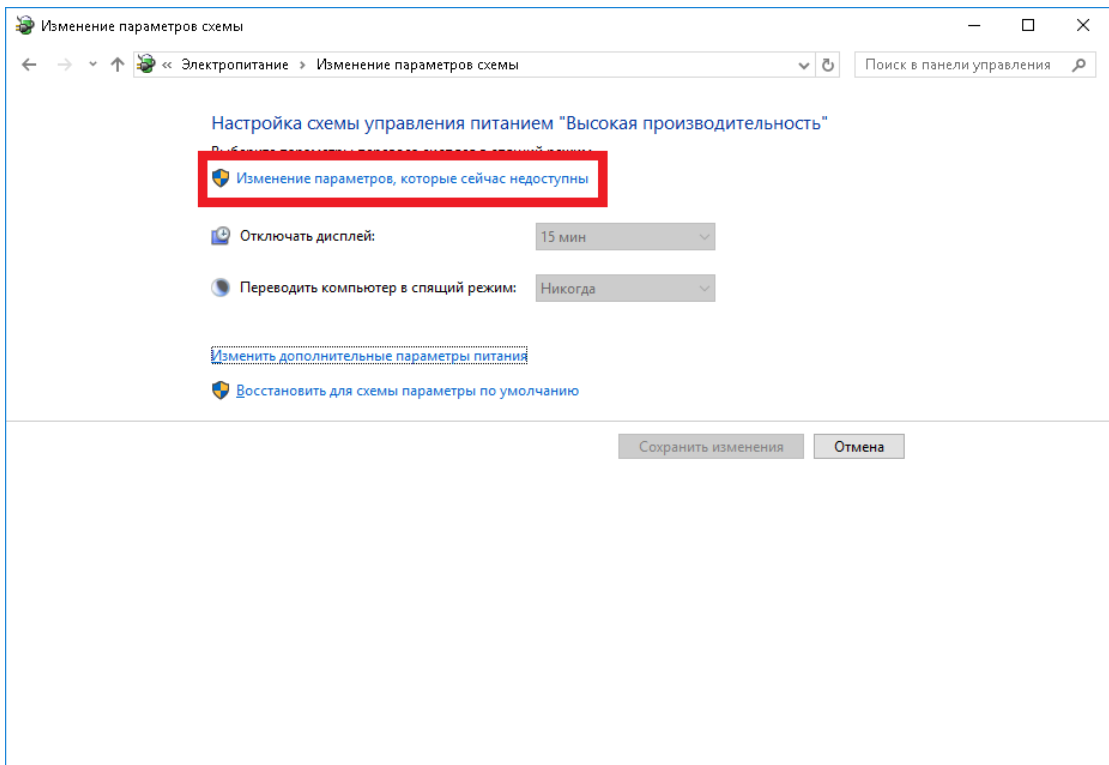 Изменение параметров схемы
« Электропитание › Изменение параметров схемы
Поиск в панели управления
Настройка схемы управления питанием "Высокая производительность"
Изменение параметров, которые сейчас недоступны
Отключать дисплей:
15 мин
Переводить компьютер в спящий режим:
Никогда
Изменить дополнительные параметры питания
Восстановить для схемы параметры по умолчанию
Сохранить изменения
Отмена